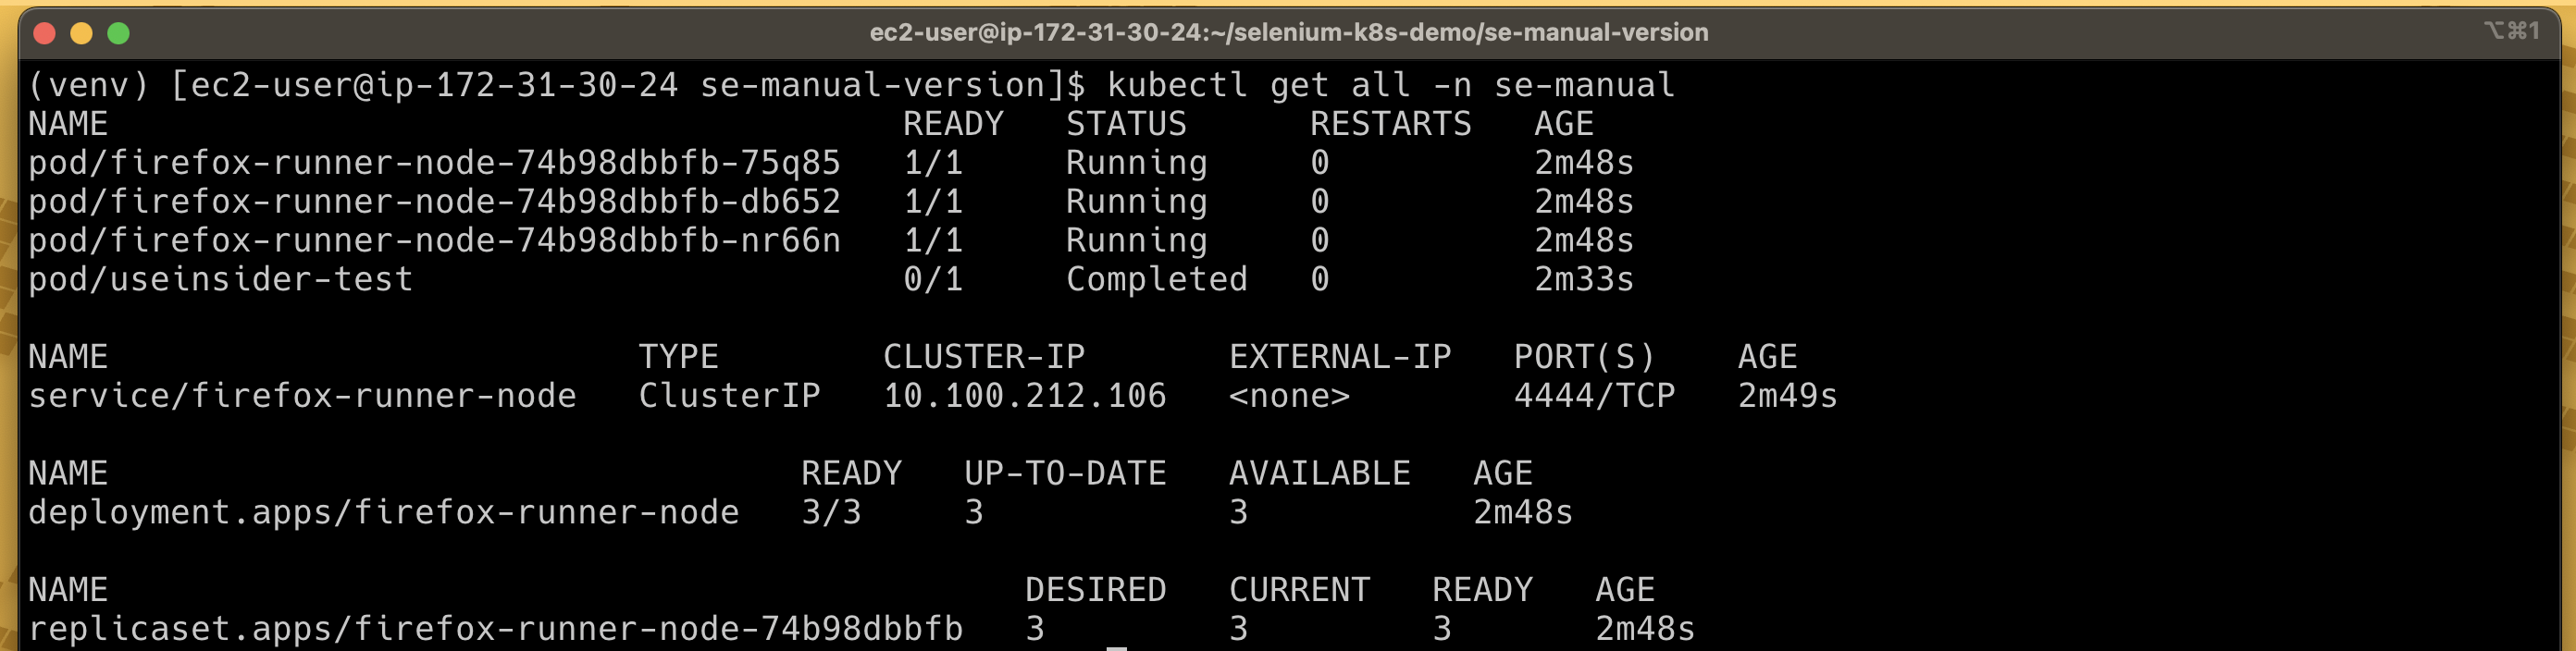 ec2-user@ip-172-31-30-24:~/selenium-k8s-demo/se-manual-version ⌥⌘1
(venv) [ec2-user@ip-172-31-30-24 se-manual-version]$ kubectl get all -n se-manual
NAME READY STATUS RESTARTS AGE
pod/firefox-runner-node-74b98dbbfb-75q85 1/1 Running 0 2m48s
pod/firefox-runner-node-74b98dbbfb-db652 1/1 Running 0 2m48s
pod/firefox-runner-node-74b98dbbfb-nr66n 1/1 Running 0 2m48s
pod/useinsider-test 0/1 Completed 0 2m33s
NAME TYPE CLUSTER-IP EXTERNAL-IP PORT(S) AGE
service/firefox-runner-node ClusterIP 10.100.212.106 <none> 4444/TCP 2m49s
NAME READY UP-TO-DATE AVAILABLE AGE
deployment.apps/firefox-runner-node 3/3 3 3 2m48s
NAME DESIRED CURRENT READY AGE
replicaset.apps/firefox-runner-node-74b98dbbfb 3 3 3 2m48s